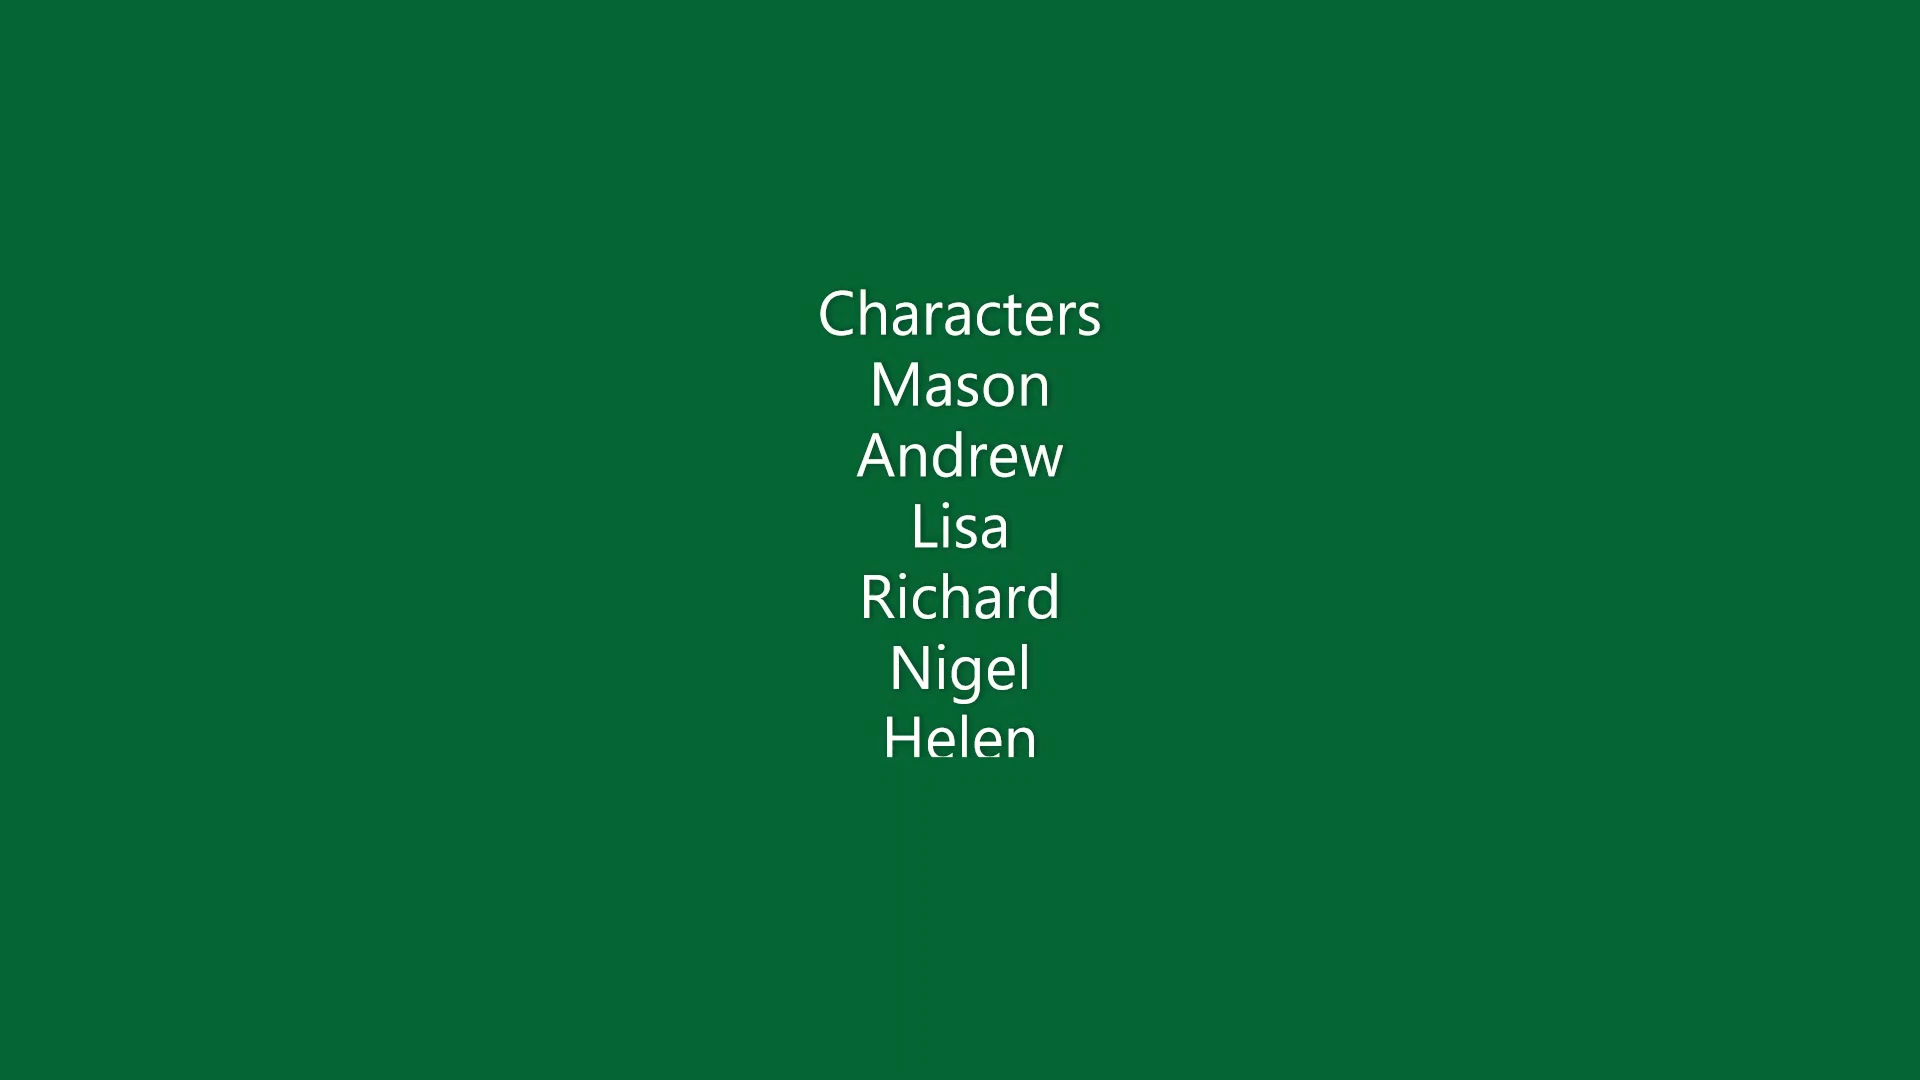 Characters
Mason
Andrew
Lisa
Richard
Nigel
Helen